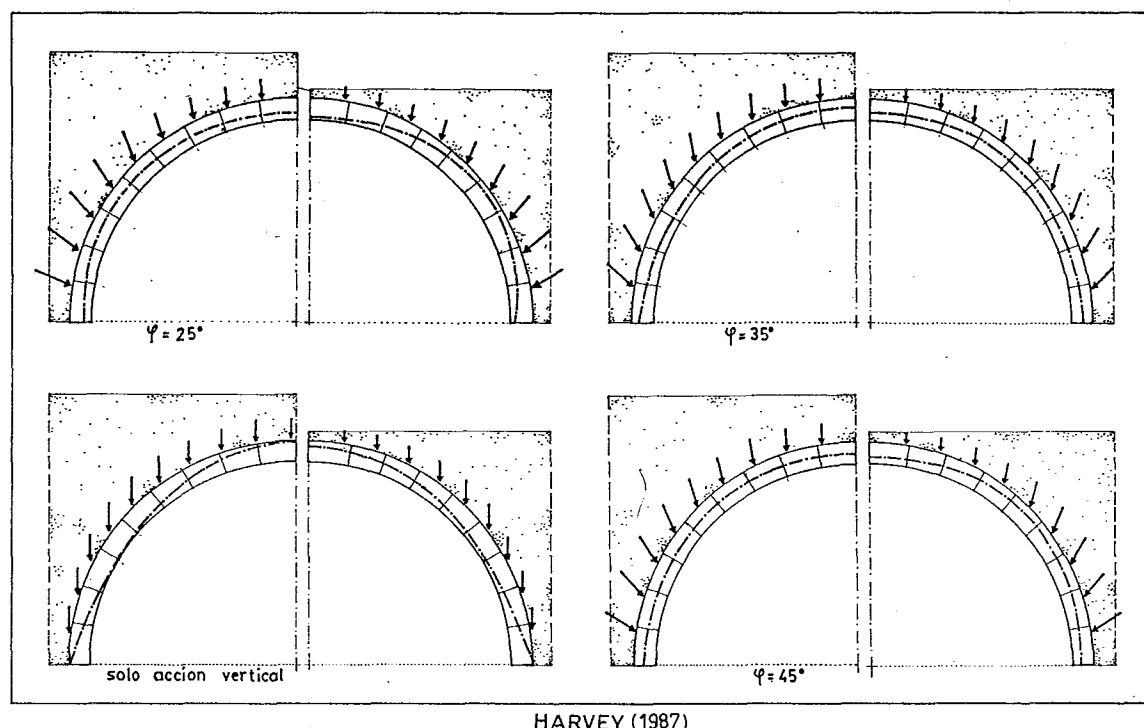 φ = 25°
φ = 35°
solo accion vertical
φ = 45°
HARVEY (1987)